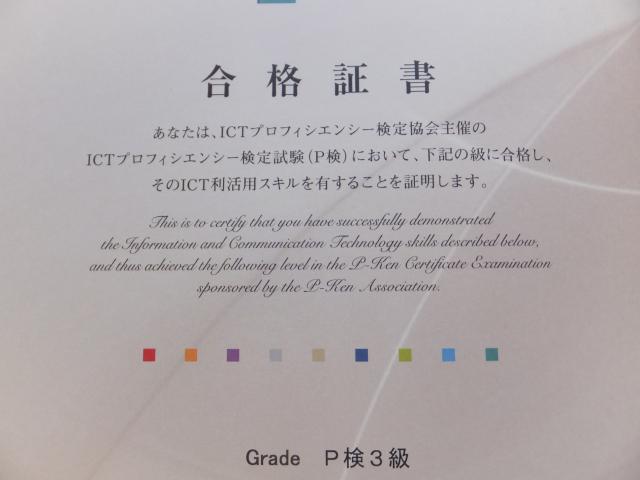 合格証書
あなたは、ICTプロフィシエンシー検定協会主催の
ICTプロフィシエンシー検定試験（P検）において、下記の級に合格し、
そのICT利活用スキルを有することを証明します。
This is to certify that you have successfully demonstrated
the Information and Communication Technology skills described below,
and thus achieved the following level in the P-Ken Certificate Examination
sponsored by the P-Ken Association.
Grade　P検３級